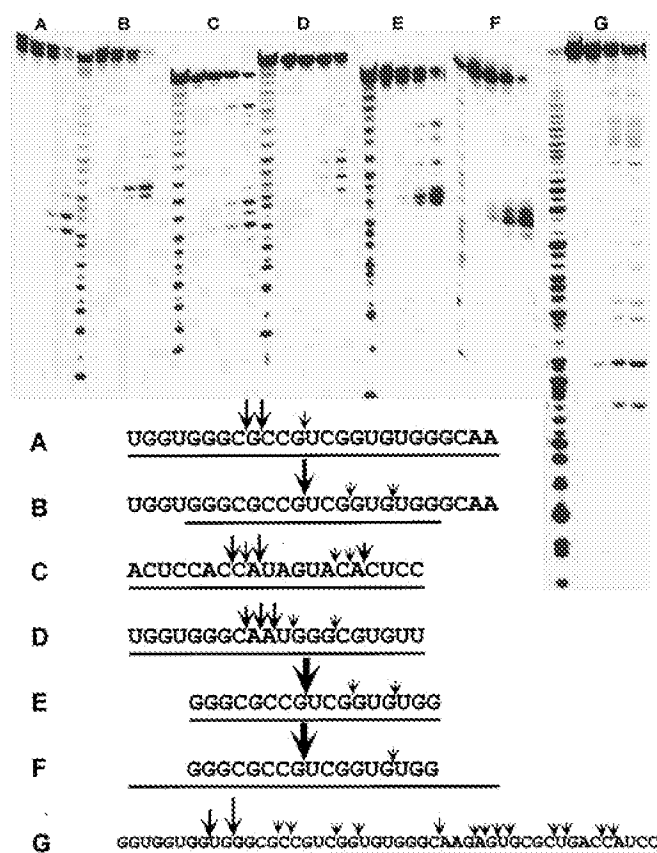 A B C D E F G
A UGGUGGGCGCCGUCGGUGUGGGCAA
B UGGUGGGCGCCGUCGGUGUGGGCAA
C ACUCCACCAUAGUACACUCC
D UGGUGGGCAAUGGGCGUGUU
E GGGCGCCGUCGGUGUGG
F GGGCGCCGUCGGUGUGG
G GGUGGUGGUGGGCGCCGUCGGUGUGGGCAAGAGUGCGCUGACCAUCC